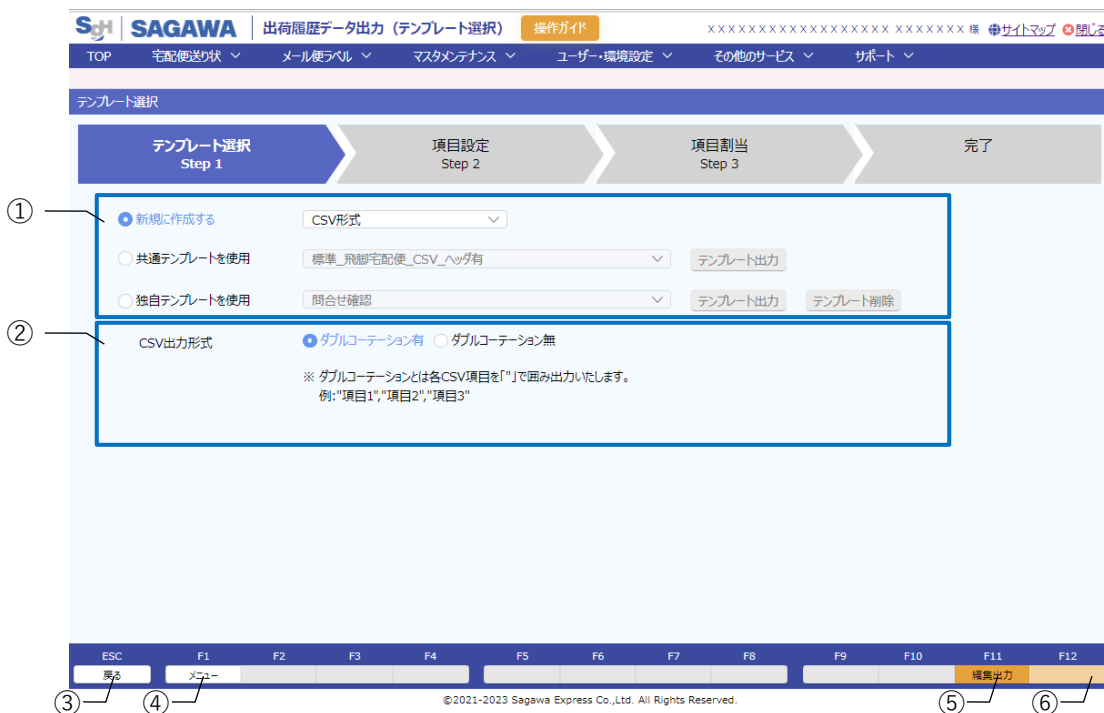 SgH SAGAWA 出荷履歴データ出力（テンプレート選択） 操作ガイド ＸＸＸＸＸＸＸＸＸＸＸＸＸＸＸＸＸＸ ＸＸＸＸＸＸＸ 様 サイトマップ 閉じる
TOP 宅配便送り状 メール便ラベル マスタメンテナンス ユーザー・環境設定 その他のサービス サポート
テンプレート選択
テンプレート選択 項目設定 項目割当 完了
Step 1 Step 2 Step 3
① 新規に作成する CSV形式
共通テンプレートを使用 標準_飛脚宅配便_CSV_ヘッダ有 テンプレート出力
独自テンプレートを使用 問合せ確認 テンプレート出力 テンプレート削除
② CSV出力形式 ダブルコーテーション有 ダブルコーテーション無
※ ダブルコーテーションとは各CSV項目を「"」で囲み出力いたします。
例:"項目1","項目2","項目3"
ESC F1 F2 F3 F4 F5 F6 F7 F8 F9 F10 F11 F12
戻る メニュー 編集出力
③ ④ ⑤ ⑥
©2021-2023 Sagawa Express Co.,Ltd. All Rights Reserved.